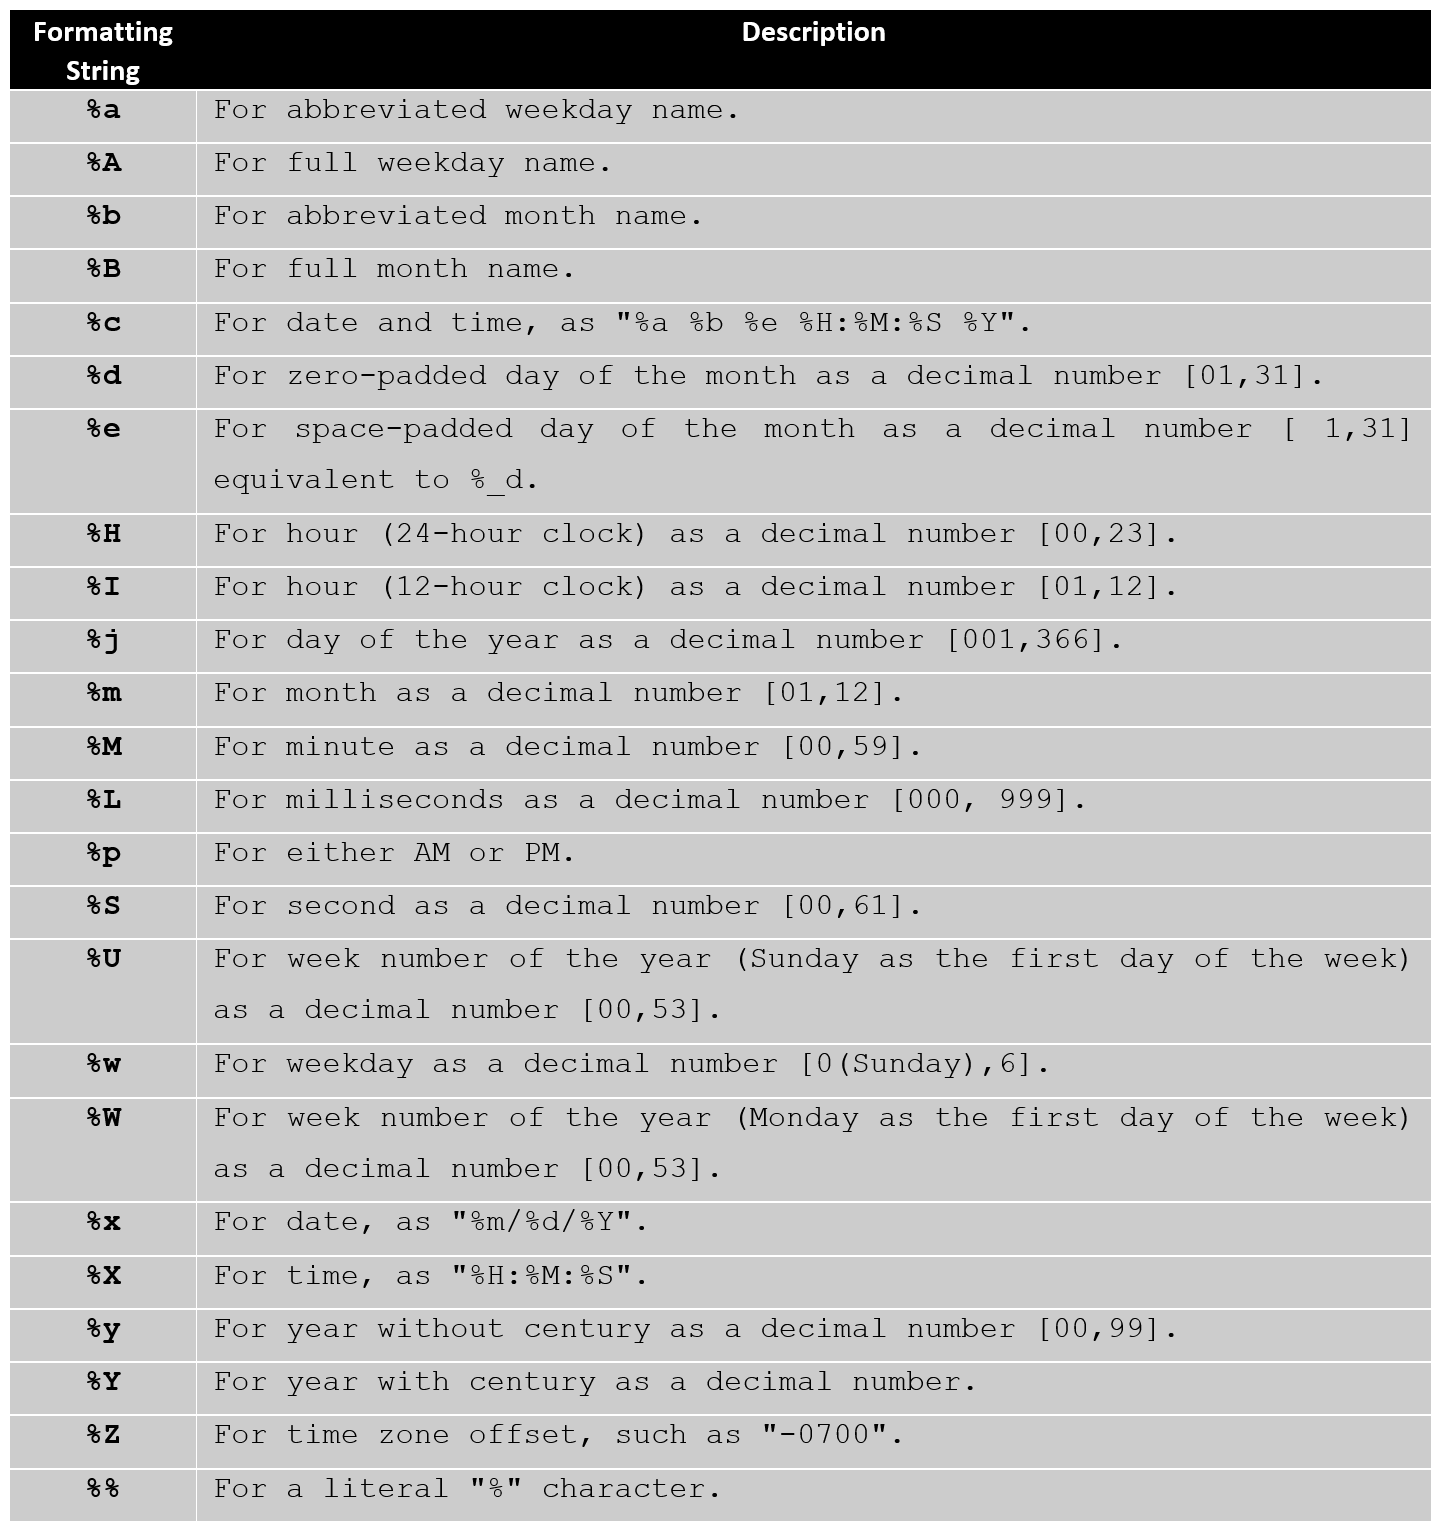 Formatting String Description
%a For abbreviated weekday name.
%A For full weekday name.
%b For abbreviated month name.
%B For full month name.
%c For date and time, as "%a %b %e %H:%M:%S %Y".
%d For zero-padded day of the month as a decimal number [01,31].
%e For space-padded day of the month as a decimal number [ 1,31]
equivalent to %_d.
%H For hour (24-hour clock) as a decimal number [00,23].
%I For hour (12-hour clock) as a decimal number [01,12].
%j For day of the year as a decimal number [001,366].
%m For month as a decimal number [01,12].
%M For minute as a decimal number [00,59].
%L For milliseconds as a decimal number [000, 999].
%p For either AM or PM.
%S For second as a decimal number [00,61].
%U For week number of the year (Sunday as the first day of the week)
as a decimal number [00,53].
%w For weekday as a decimal number [0(Sunday),6].
%W For week number of the year (Monday as the first day of the week)
as a decimal number [00,53].
%x For date, as "%m/%d/%Y".
%X For time, as "%H:%M:%S".
%y For year without century as a decimal number [00,99].
%Y For year with century as a decimal number.
%Z For time zone offset, such as "-0700".
%% For a literal "%" character.